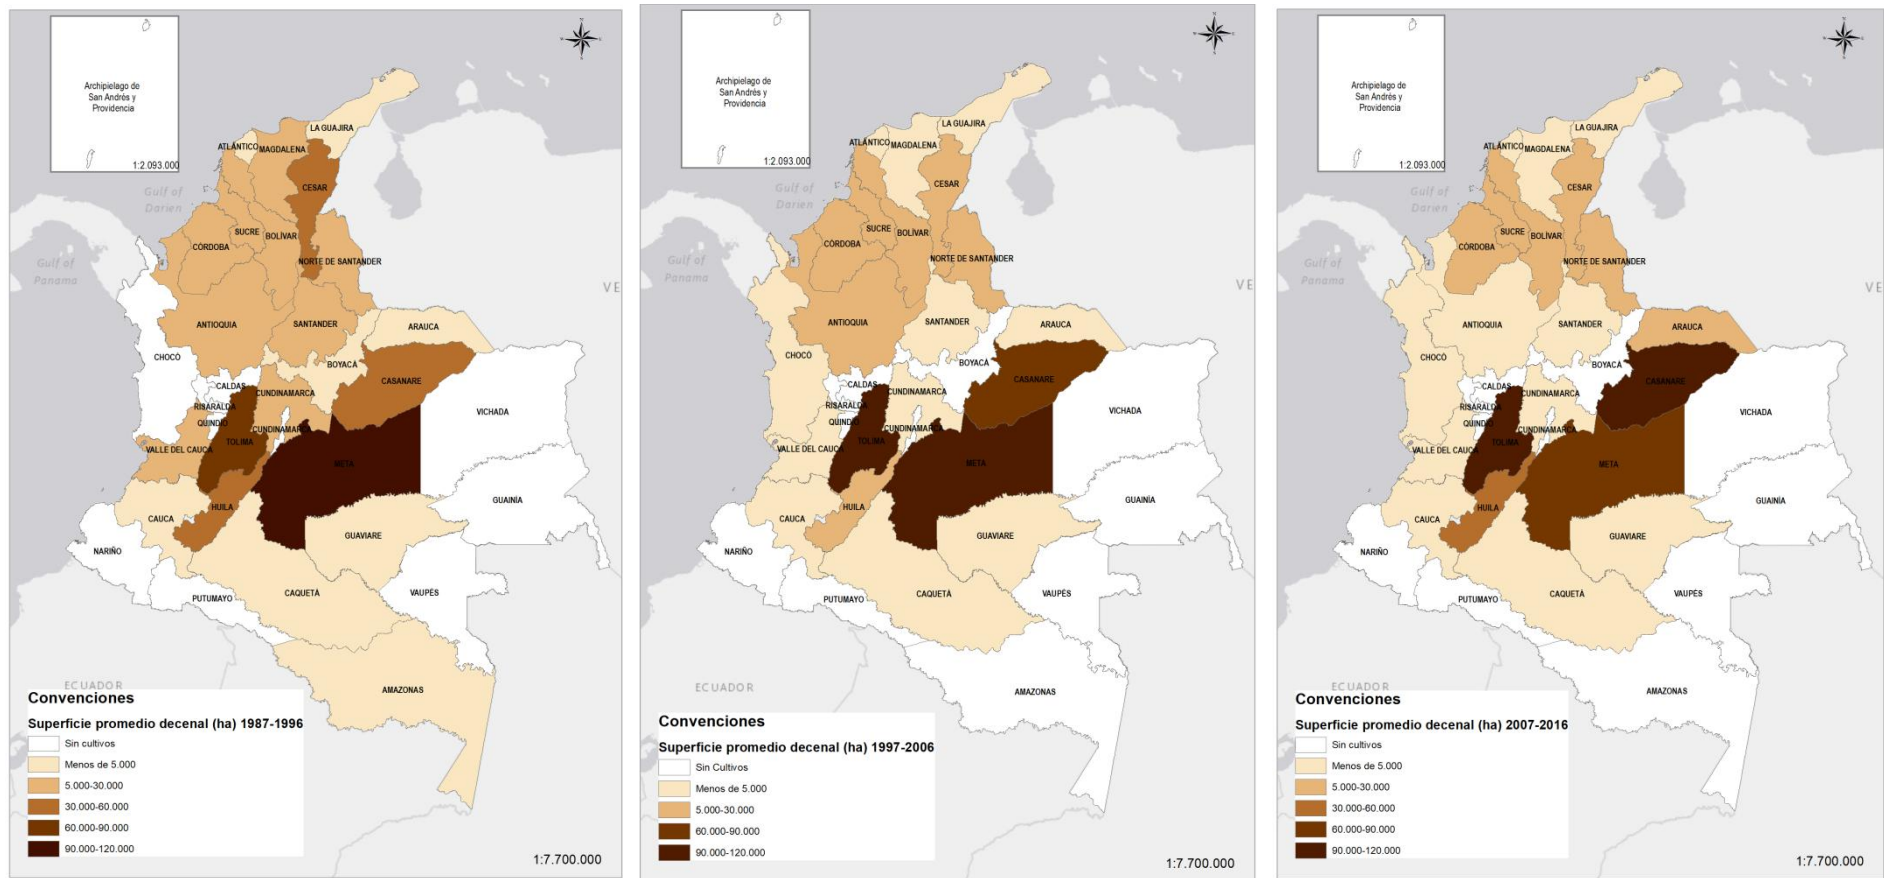 Archipielago de
San Andrés y
Providencia
1:2.093.000
Gulf of
Darien
Gulf of
Panama
VE
ECUADOR
LA GUAJIRA
ATLÁNTICO
MAGDALENA
CESAR
SUCRE
BOLÍVAR
CÓRDOBA
NORTE DE SANTANDER
ANTIOQUIA
SANTANDER
ARAUCA
CHOCÓ
BOYACÁ
CALDAS
CUNDINAMARCA
CASANARE
RISARALDA
VICHADA
QUINDÍO
CUNDINAMARCA
TOLIMA
VALLE DEL CAUCA
META
GUAINÍA
HUILA
CAUCA
GUAVIARE
NARIÑO
CAQUETÁ
VAUPÉS
PUTUMAYO
AMAZONAS
Convenciones
Superficie promedio decenal (ha) 1987-1996
Sin cultivos
Menos de 5.000
5.000-30.000
30.000-60.000
60.000-90.000
90.000-120.000
1:7.700.000
Archipielago de
San Andrés y
Providencia
1:2.093.000
Gulf of
Darien
Gulf of
Panama
VE
ECUADOR
LA GUAJIRA
ATLÁNTICO
MAGDALENA
CESAR
SUCRE
BOLÍVAR
CÓRDOBA
NORTE DE SANTANDER
ANTIOQUIA
SANTANDER
ARAUCA
CHOCÓ
BOYACÁ
CALDAS
CUNDINAMARCA
CASANARE
RISARALDA
VICHADA
QUINDÍO
CUNDINAMARCA
TOLIMA
VALLE DEL CAUCA
META
GUAINÍA
HUILA
CAUCA
GUAVIARE
NARIÑO
CAQUETÁ
VAUPÉS
PUTUMAYO
AMAZONAS
Convenciones
Superficie promedio decenal (ha) 1997-2006
Sin Cultivos
Menos de 5.000
5.000-30.000
60.000-90.000
90.000-120.000
1:7.700.000
Archipielago de
San Andrés y
Providencia
1:2.093.000
Gulf of
Darien
Gulf of
Panama
VE
ECUADOR
LA GUAJIRA
ATLÁNTICO
MAGDALENA
CESAR
SUCRE
BOLÍVAR
CÓRDOBA
NORTE DE SANTANDER
ANTIOQUIA
SANTANDER
ARAUCA
CHOCÓ
BOYACÁ
CALDAS
CUNDINAMARCA
CASANARE
RISARALDA
VICHADA
QUINDÍO
CUNDINAMARCA
TOLIMA
VALLE DEL CAUCA
META
GUAINÍA
HUILA
CAUCA
GUAVIARE
NARIÑO
CAQUETÁ
VAUPÉS
PUTUMAYO
AMAZONAS
Convenciones
Superficie promedio decenal (ha) 2007-2016
Sin cultivos
Menos de 5.000
5.000-30.000
30.000-60.000
60.000-90.000
90.000-120.000
1:7.700.000